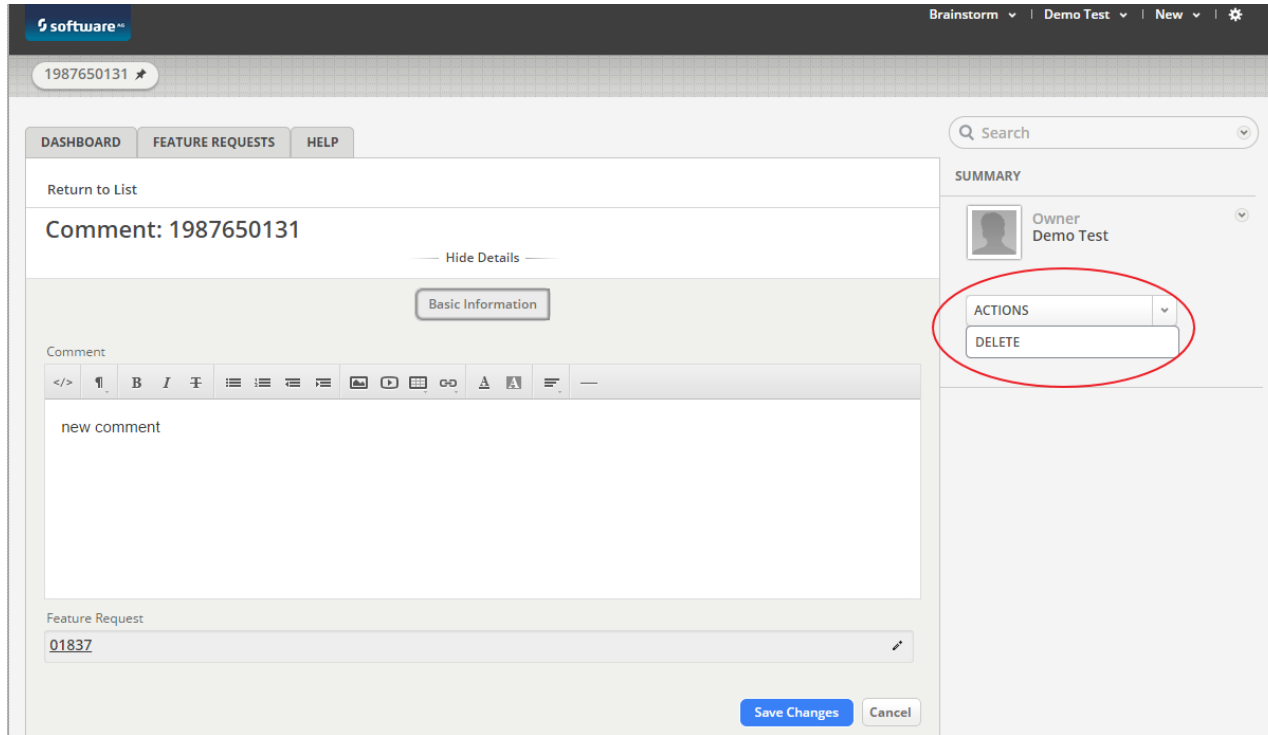 software AG
Brainstorm | Demo Test | New |
1987650131
DASHBOARD FEATURE REQUESTS HELP
Search
Return to List
SUMMARY
Comment: 1987650131
Owner
Demo Test
Hide Details
Basic Information
ACTIONS
DELETE
Comment
</> ¶ B I T A A
new comment
Feature Request
01837
Save Changes Cancel